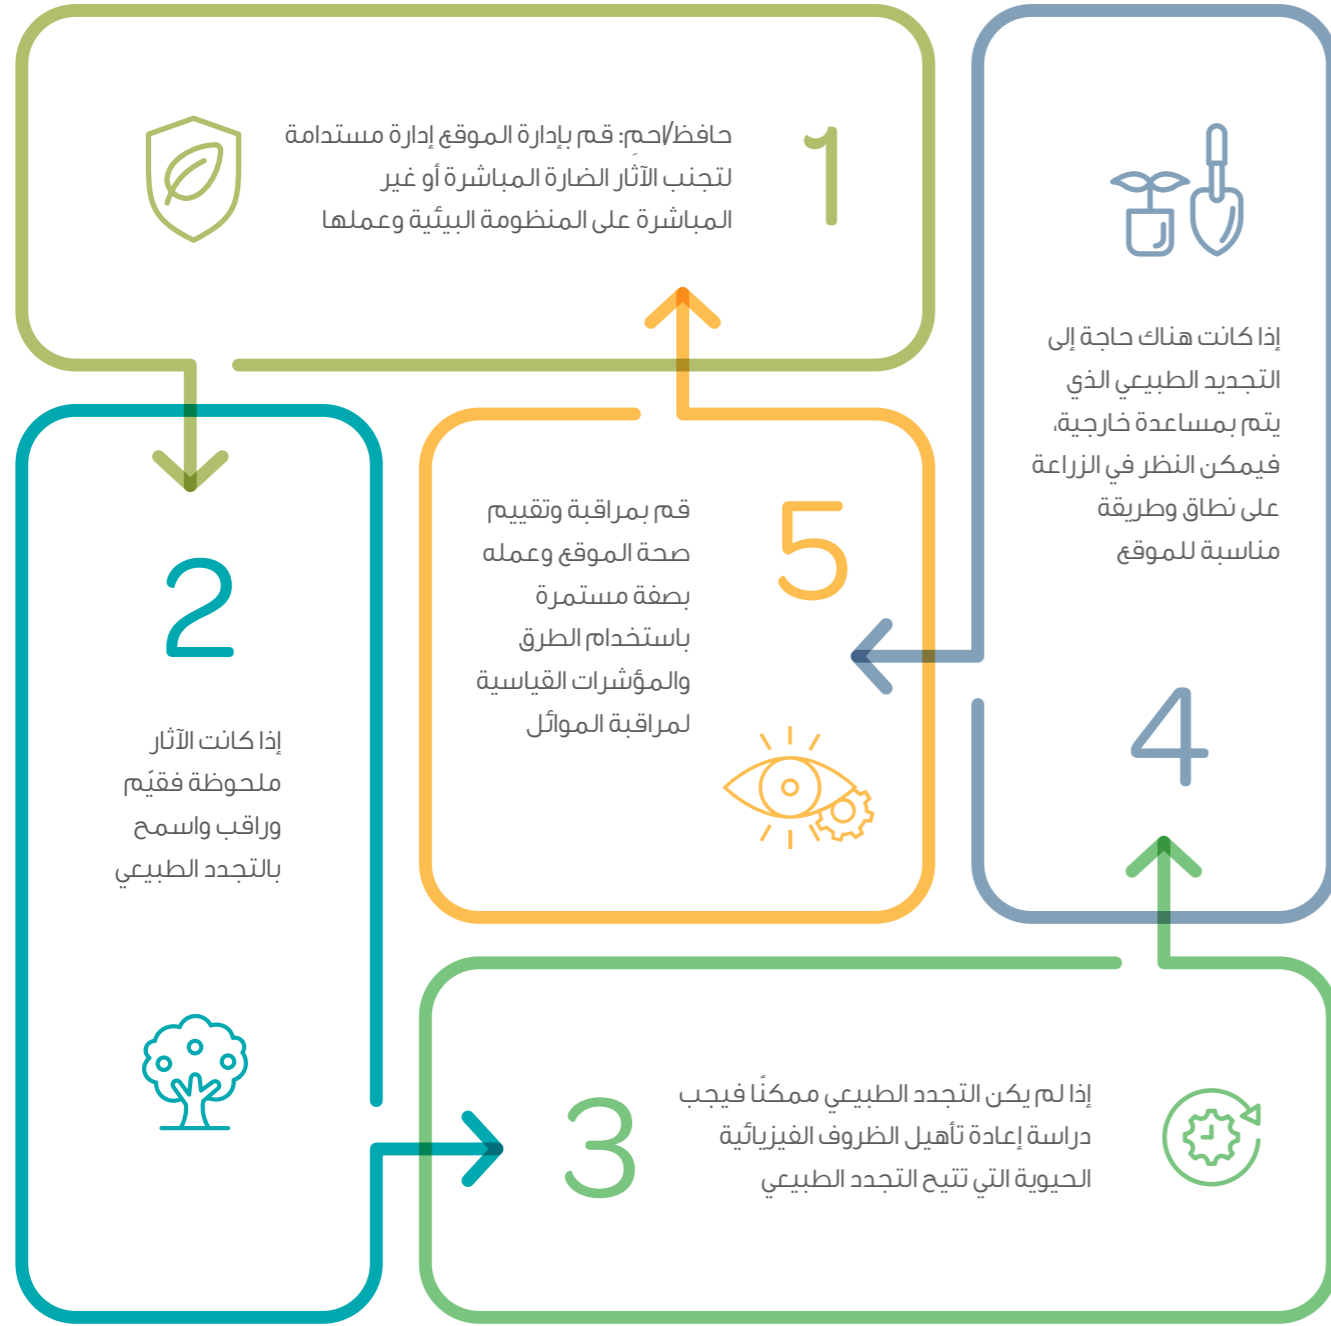 1
حافظ/احمِ: قم بإدارة الموقع إدارة مستدامة
لتجنب الآثار الضارة المباشرة أو غير
المباشرة على المنظومة البيئية وعملها
2
إذا كانت الآثار
ملحوظة فقيّم
وراقب واسمح
بالتجدد الطبيعي
3
إذا لم يكن التجدد الطبيعي ممكنًا فيجب
دراسة إعادة تأهيل الظروف الفيزيائية
الحيوية التي تتيح التجدد الطبيعي
4
إذا كانت هناك حاجة إلى
التجديد الطبيعي الذي
يتم بمساعدة خارجية،
فيمكن النظر في الزراعة
على نطاق وطريقة
مناسبة للموقع
5
قم بمراقبة وتقييم
صحة الموقع وعمله
بصفة مستمرة
باستخدام الطرق
والمؤشرات القياسية
لمراقبة الموائل